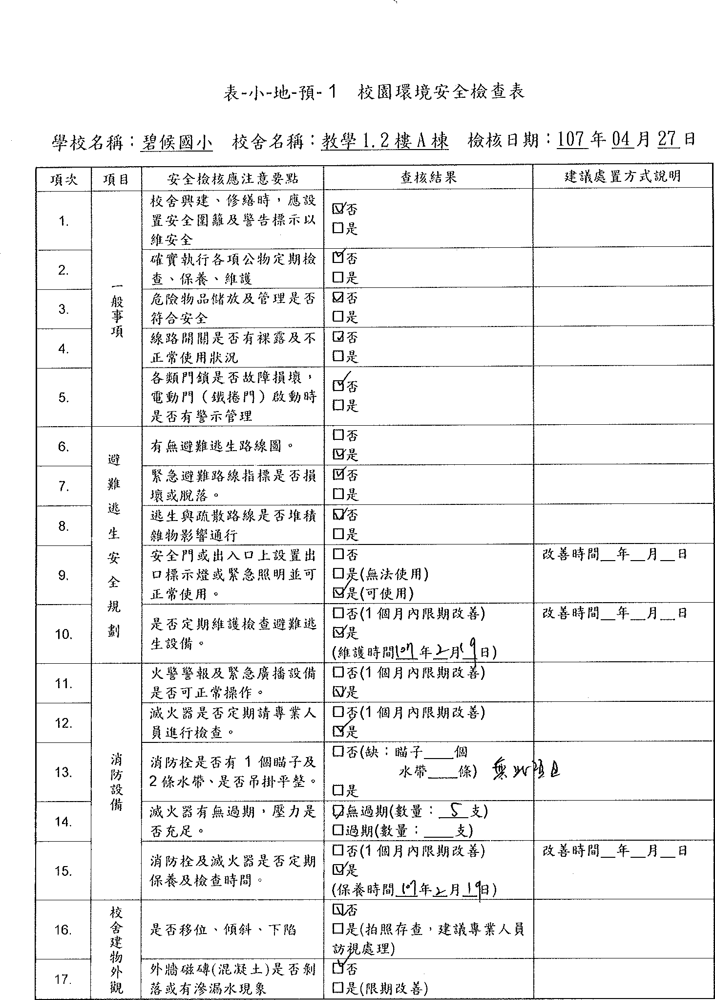 表-小-地-預-1 校園環境安全檢查表
學校名稱：碧候國小 校舍名稱：教學1.2樓A棟 檢核日期：107年04月27日
項次 項目 安全檢核應注意要點 查核結果 建議處置方式說明
一般事項
1. 校舍興建、修繕時，應設
置安全圍籬及警告標示以
維安全
☑否
□是
2. 確實執行各項公物定期檢
查、保養、維護
☑否
□是
3. 危險物品儲放及管理是否
符合安全
☑否
□是
4. 線路開關是否有裸露及不
正常使用狀況
☑否
□是
5. 各類門鎖是否故障損壞，
電動門（鐵捲門）啟動時
是否有警示管理
☑否
□是
避難逃生安全規劃
6. 有無避難逃生路線圖。
□否
☑是
7. 緊急避難路線指標是否損
壞或脫落。
☑否
□是
8. 逃生與疏散路線是否堆積
雜物影響通行
☑否
□是
9. 安全門或出入口上設置出
口標示燈或緊急照明並可
正常使用。
□否
□是(無法使用)
☑是(可使用)
改善時間__年__月__日
10. 是否定期維護檢查避難逃
生設備。
□否(1個月內限期改善)
☑是
(維護時間107年2月19日)
改善時間__年__月__日
消防設備
11. 火警警報及緊急廣播設備
是否可正常操作。
□否(1個月內限期改善)
☑是
12. 滅火器是否定期請專業人
員進行檢查。
□否(1個月內限期改善)
☑是
13. 消防栓是否有1個瞄子及
2條水帶、是否吊掛平整。
□否(缺：瞄子____個
水帶____條) 無此項目
□是
14. 滅火器有無過期，壓力是
否充足。
☑無過期(數量：5支)
□過期(數量：____支)
15. 消防栓及滅火器是否定期
保養及檢查時間。
□否(1個月內限期改善)
☑是
(保養時間107年2月19日)
改善時間__年__月__日
校舍建物外觀
16. 是否移位、傾斜、下陷
☑否
□是(拍照存查，建議專業人員
訪視處理)
17. 外牆磁磚(混凝土)是否剝
落或有滲漏水現象
☑否
□是(限期改善)